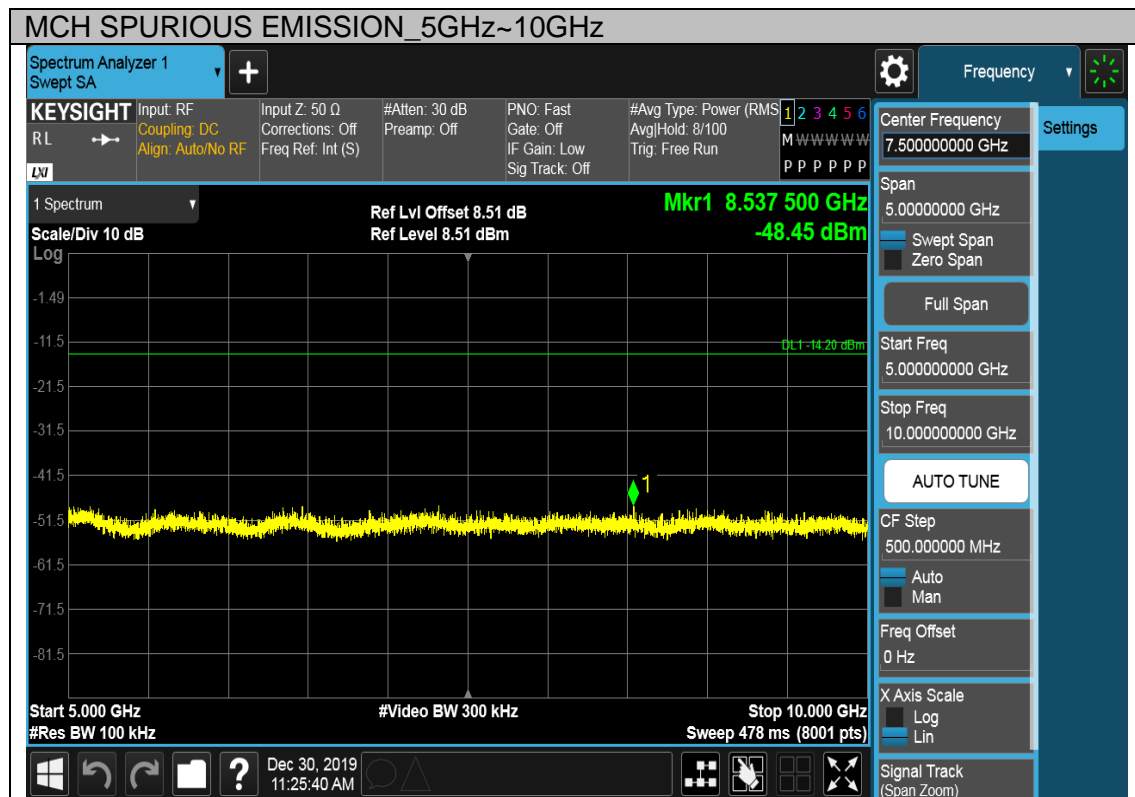 MCH SPURIOUS EMISSION_5GHz~10GHz
Spectrum Analyzer 1
Swept SA
+
Frequency
KEYSIGHT
RL
LXI
Input: RF
Coupling: DC
Align: Auto/No RF
Input Z: 50 Ω
Corrections: Off
Freq Ref: Int (S)
#Atten: 30 dB
Preamp: Off
PNO: Fast
Gate: Off
IF Gain: Low
Sig Track: Off
#Avg Type: Power (RMS
Avg|Hold: 8/100
Trig: Free Run
1 2 3 4 5 6
M W W W W W
P P P P P P
1 Spectrum
Scale/Div 10 dB
Log
Ref Lvl Offset 8.51 dB
Ref Level 8.51 dBm
Mkr1 8.537 500 GHz
-48.45 dBm
-1.49
-11.5
DL1 -14.20 dBm
-21.5
-31.5
-41.5
1
-51.5
-61.5
-71.5
-81.5
Start 5.000 GHz
#Video BW 300 kHz
Stop 10.000 GHz
#Res BW 100 kHz
Sweep 478 ms (8001 pts)
?
Dec 30, 2019
11:25:40 AM
Center Frequency
7.500000000 GHz
Settings
Span
5.00000000 GHz
Swept Span
Zero Span
Full Span
Start Freq
5.000000000 GHz
Stop Freq
10.000000000 GHz
AUTO TUNE
CF Step
500.000000 MHz
Auto
Man
Freq Offset
0 Hz
X Axis Scale
Log
Lin
Signal Track
(Span Zoom)